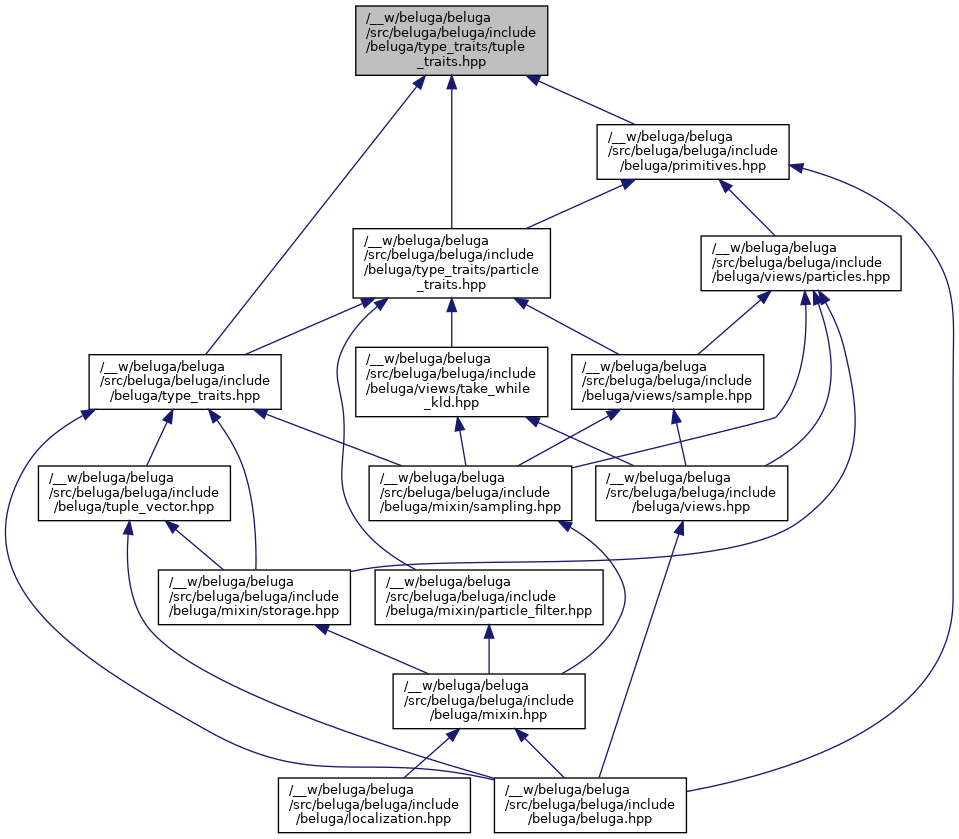 /__w/beluga/beluga
/src/beluga/beluga/include
/beluga/type_traits/tuple
_traits.hpp
/__w/beluga/beluga
/src/beluga/beluga/include
/beluga/primitives.hpp
/__w/beluga/beluga
/src/beluga/beluga/include
/beluga/type_traits/particle
_traits.hpp
/__w/beluga/beluga
/src/beluga/beluga/include
/beluga/views/particles.hpp
/__w/beluga/beluga
/src/beluga/beluga/include
/beluga/type_traits.hpp
/__w/beluga/beluga
/src/beluga/beluga/include
/beluga/views/take_while
_kld.hpp
/__w/beluga/beluga
/src/beluga/beluga/include
/beluga/views/sample.hpp
/__w/beluga/beluga
/src/beluga/beluga/include
/beluga/tuple_vector.hpp
/__w/beluga/beluga
/src/beluga/beluga/include
/beluga/mixin/sampling.hpp
/__w/beluga/beluga
/src/beluga/beluga/include
/beluga/views.hpp
/__w/beluga/beluga
/src/beluga/beluga/include
/beluga/mixin/storage.hpp
/__w/beluga/beluga
/src/beluga/beluga/include
/beluga/mixin/particle_filter.hpp
/__w/beluga/beluga
/src/beluga/beluga/include
/beluga/mixin.hpp
/__w/beluga/beluga
/src/beluga/beluga/include
/beluga/localization.hpp
/__w/beluga/beluga
/src/beluga/beluga/include
/beluga/beluga.hpp